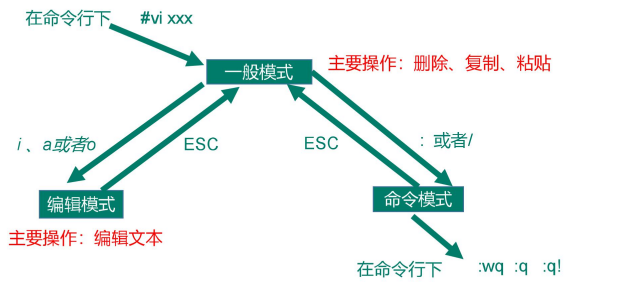 在命令行下 #vi xxx
一般模式
主要操作：删除、复制、粘贴
i 、a或者o
ESC
ESC
: 或者/
编辑模式
命令模式
主要操作：编辑文本
在命令行下 :wq :q :q!